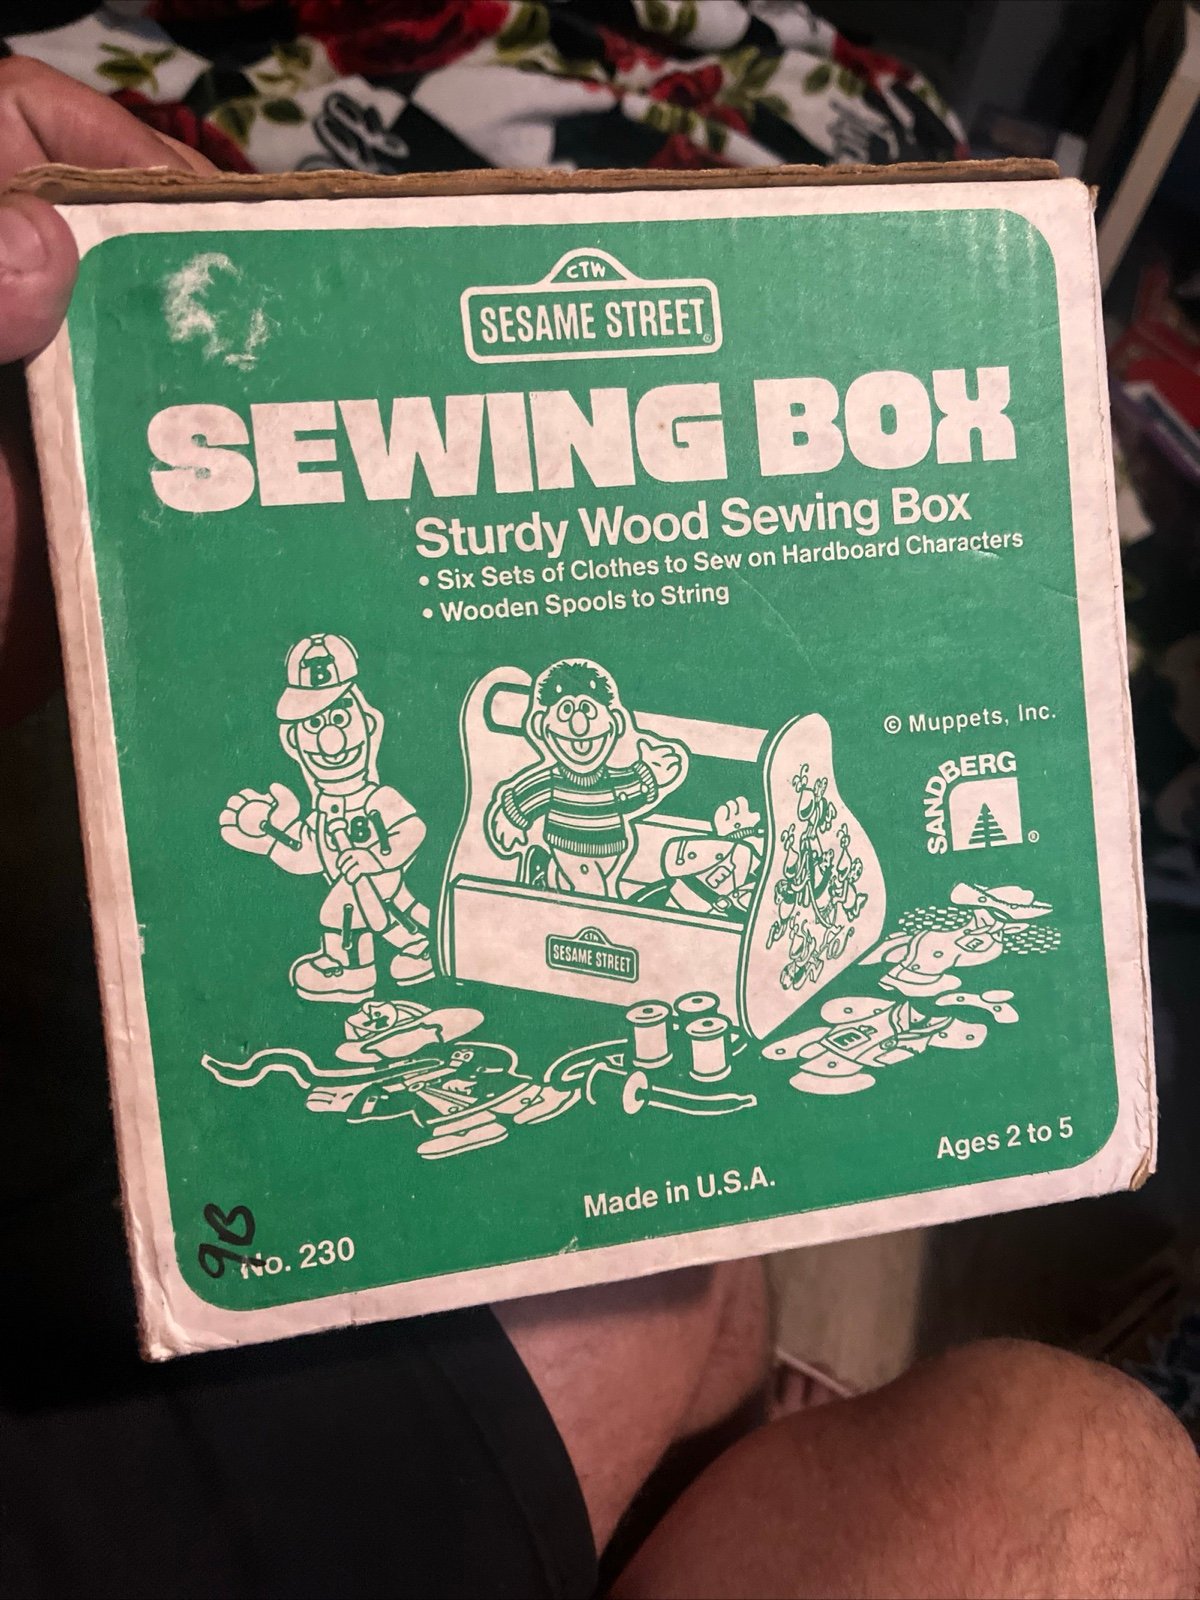 CTW
SESAME STREET®
SEWING BOX
Sturdy Wood Sewing Box
• Six Sets of Clothes to Sew on Hardboard Characters
• Wooden Spools to String
B
B
© Muppets, Inc.
SANDBERG®
E
CTW
SESAME STREET
E
E
Ages 2 to 5
Made in U.S.A.
9B
No. 230